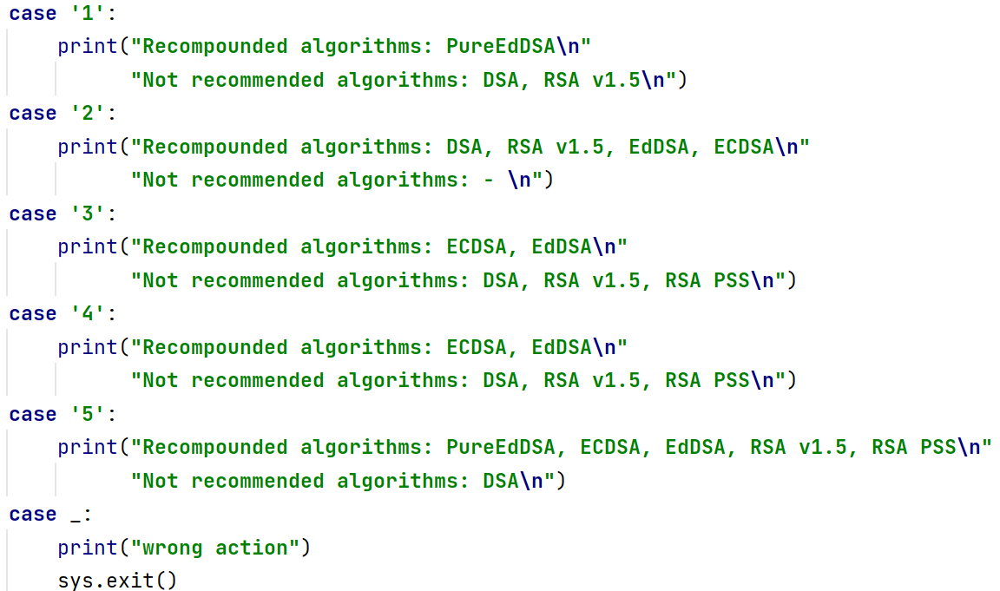 case '1':
    print("Recompounded algorithms: PureEdDSA\n"
          "Not recommended algorithms: DSA, RSA v1.5\n")
case '2':
    print("Recompounded algorithms: DSA, RSA v1.5, EdDSA, ECDSA\n"
          "Not recommended algorithms: - \n")
case '3':
    print("Recompounded algorithms: ECDSA, EdDSA\n"
          "Not recommended algorithms: DSA, RSA v1.5, RSA PSS\n")
case '4':
    print("Recompounded algorithms: ECDSA, EdDSA\n"
          "Not recommended algorithms: DSA, RSA v1.5, RSA PSS\n")
case '5':
    print("Recompounded algorithms: PureEdDSA, ECDSA, EdDSA, RSA v1.5, RSA PSS\n"
          "Not recommended algorithms: DSA\n")
case _:
    print("wrong action")
    sys.exit()